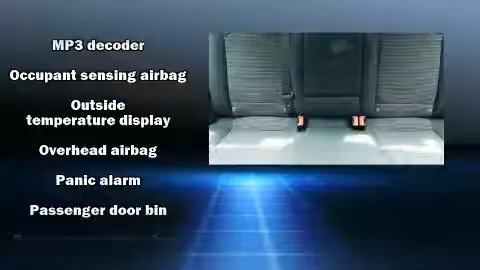 MP3 decoder
Occupant sensing airbag
Outside
temperature display
Overhead airbag
Panic alarm
Passenger door bin